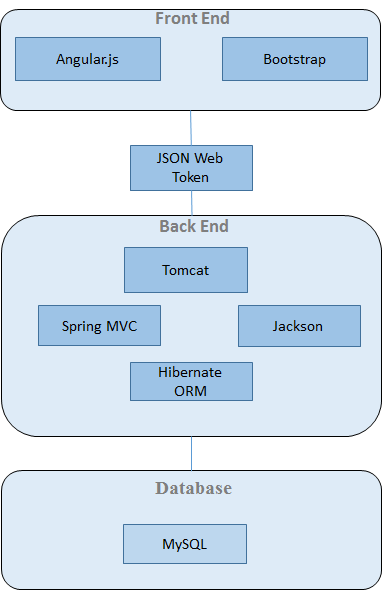 Front End
Angular.js
Bootstrap
JSON Web
Token
Back End
Tomcat
Spring MVC
Jackson
Hibernate
ORM
Database
MySQL